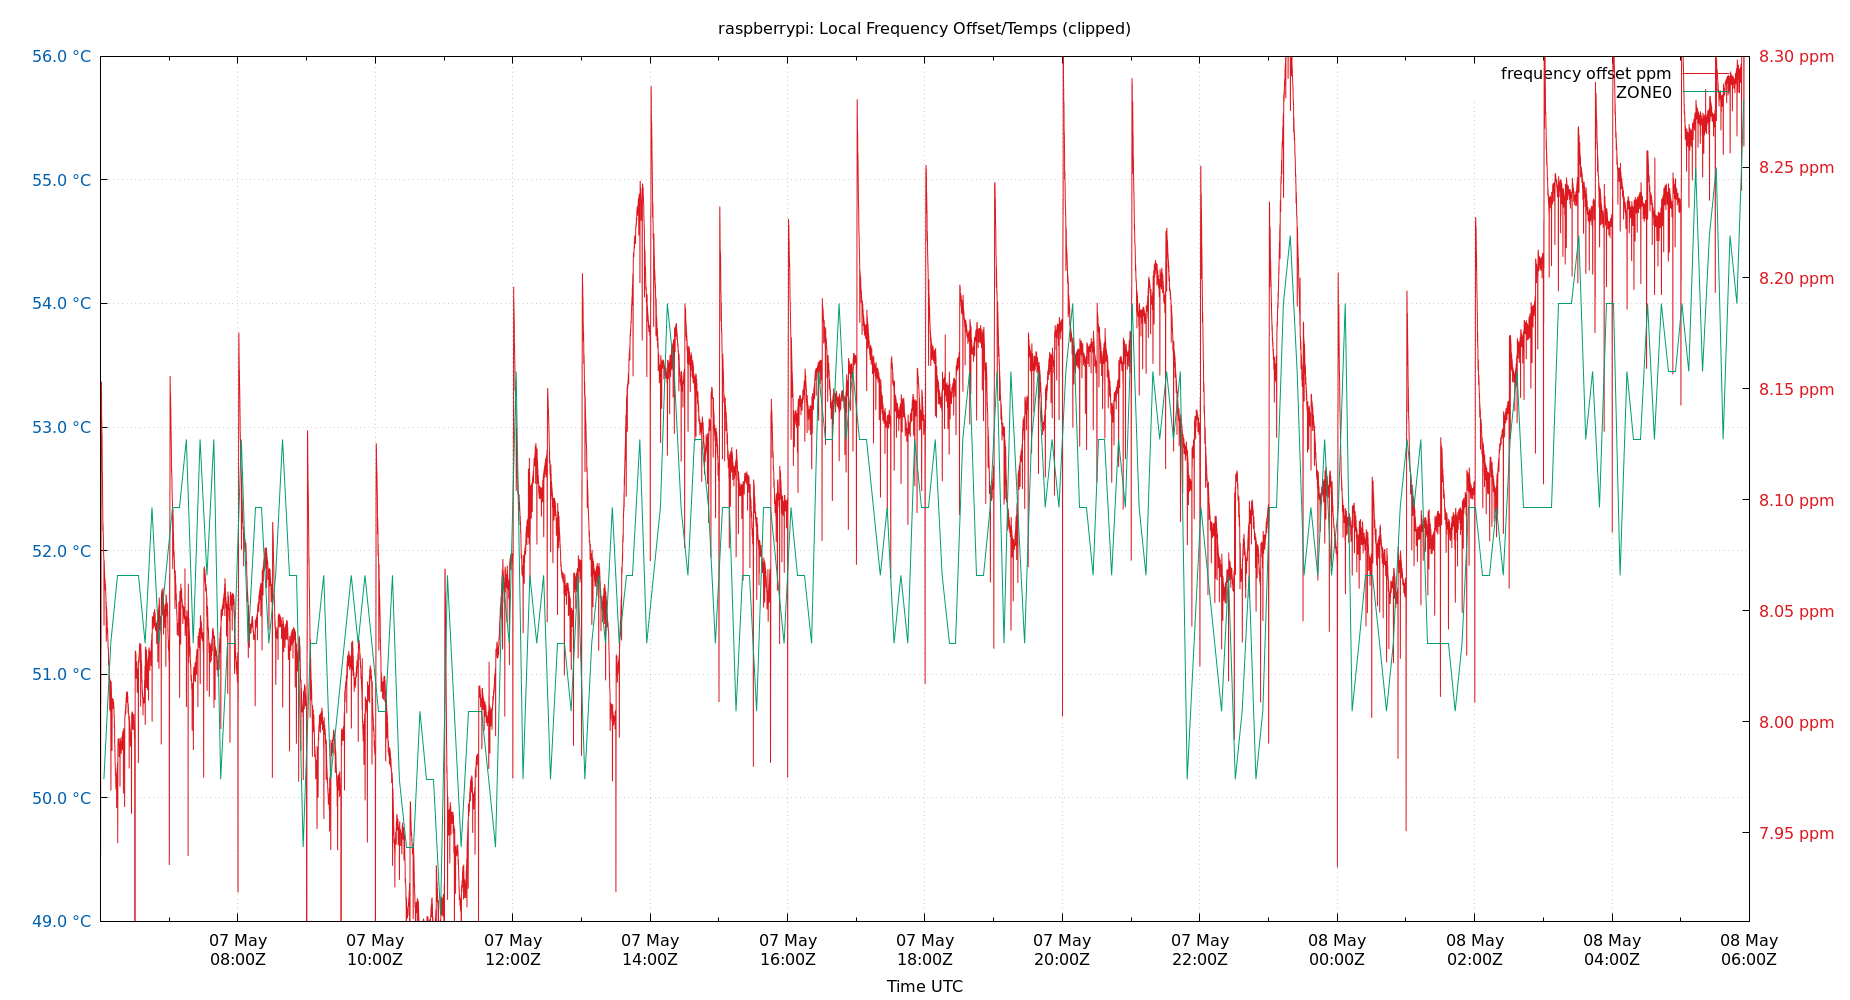 raspberrypi: Local Frequency Offset/Temps (clipped)
56.0 °C
55.0 °C
54.0 °C
53.0 °C
52.0 °C
51.0 °C
50.0 °C
49.0 °C
8.30 ppm
8.25 ppm
8.20 ppm
8.15 ppm
8.10 ppm
8.05 ppm
8.00 ppm
7.95 ppm
frequency offset ppm
ZONE0
07 May
08:00Z
07 May
10:00Z
07 May
12:00Z
07 May
14:00Z
07 May
16:00Z
07 May
18:00Z
07 May
20:00Z
07 May
22:00Z
08 May
00:00Z
08 May
02:00Z
08 May
04:00Z
08 May
06:00Z
Time UTC